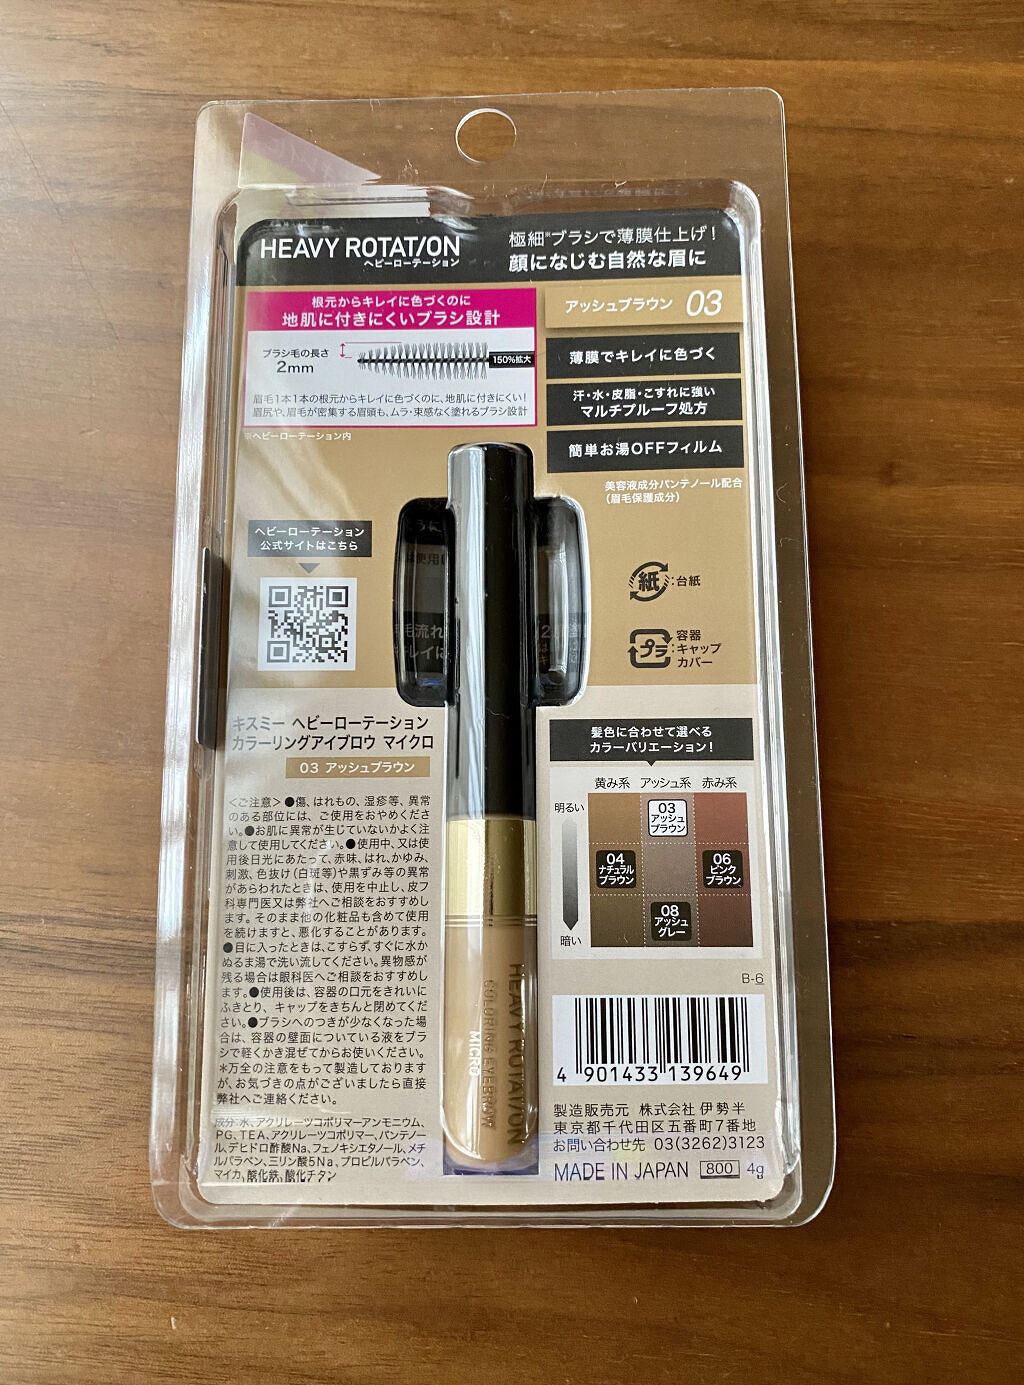 HEAVY ROTAT/ON
ヘビーローテーション
極細※ブラシで薄膜仕上げ!
顔になじむ自然な眉に
根元からキレイに色づくのに
地肌に付きにくいブラシ設計
ブラシ毛の長さ
2mm
150%拡大
眉毛1本1本の根元からキレイに色づくのに、地肌に付きにくい!
眉尻や、眉毛が密集する眉頭も、ムラ・束感なく塗れるブラシ設計
※ヘビーローテーション内
アッシュブラウン 03
薄膜でキレイに色づく
汗・水・皮脂・こすれに強い
マルチプルーフ処方
簡単お湯OFFフィルム
美容液成分パンテノール配合
(眉毛保護成分)
ヘビーローテーション
公式サイトはこちら
紙:台紙
プラ:容器
キャップ
カバー
キスミー ヘビーローテーション
カラーリングアイブロウ マイクロ
03 アッシュブラウン
<ご注意>●傷、はれもの、湿疹等、異常
のある部位には、ご使用をおやめくださ
い。●お肌に異常が生じていないかよく注
意して使用してください。●使用中、又は使
用後日光にあたって、赤味、はれ、かゆみ、
刺激、色抜け(白斑等)や黒ずみ等の異常
があらわれたときは、使用を中止し、皮フ
科専門医又は弊社へご相談をおすすめし
ます。そのまま他の化粧品も含めて使用
を続けますと、悪化することがあります。
●目に入ったときは、こすらず、すぐに水か
ぬるま湯で洗い流してください。異物感が
残る場合は眼科医へご相談をおすすめし
ます。●使用後は、容器の口元をきれいに
ふきとり、キャップをきちんと閉めてくだ
さい。●ブラシへのつきが少なくなった場
合は、容器の壁面についている液をブラ
シで軽くかき混ぜてからお使いください。
*万全の注意をもって製造しております
が、お気づきの点がございましたら直接
弊社へご連絡ください。
成分:水、アクリレーツコポリマーアンモニウム、
PG、TEA、アクリレーツコポリマー、パンテノー
ル、デヒドロ酢酸Na、フェノキシエタノール、メチ
ルパラベン、三リン酸5Na、プロピルパラベン、
マイカ、酸化鉄、酸化チタン
HEAVY ROTAT/ON
COLORING EYEBROW
MICRO
髪色に合わせて選べる
カラーバリエーション!
黄み系 アッシュ系 赤み系
明るい
03
アッシュ
ブラウン
04
ナチュラル
ブラウン
06
ピンク
ブラウン
08
アッシュ
グレー
暗い
B-6
4 901433 139649
製造販売元 株式会社 伊勢半
東京都千代田区五番町7番地
お問い合わせ先 03(3262)3123
MADE IN JAPAN 800 4g